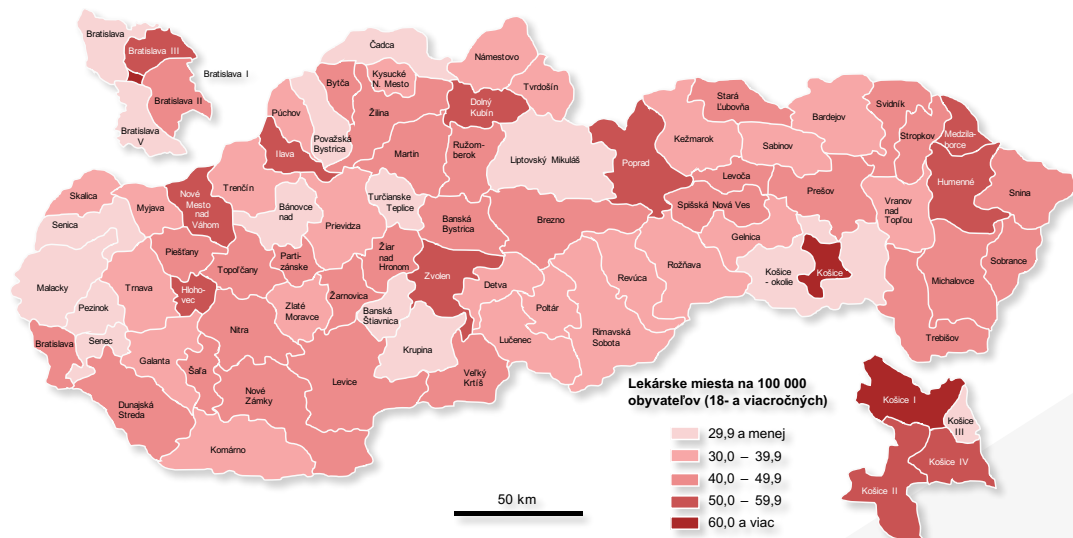 Bratislava
Bratislava III
Bratislava I
Bratislava II
Bratislava
V
Čadca
Námestovo
Bytča
Kysucké
N. Mesto
Tvrdošín
Púchov
Žilina
Dolný
Kubín
Považská
Bystrica
Ilava
Martin
Ružom-
berok
Liptovský Mikuláš
Poprad
Kežmarok
Stará
Ľubovňa
Bardejov
Svidník
Stropkov
Medzila-
borce
Sabinov
Levoča
Prešov
Humenné
Snina
Spišská Nová Ves
Vranov
nad
Topľou
Gelnica
Skalica
Senica
Myjava
Nové
Mesto
nad
Váhom
Trenčín
Bánovce
nad
Turčianske
Teplice
Prievidza
Banská
Bystrica
Brezno
Piešťany
Topoľčany
Parti-
zánske
Žiar
nad
Hronom
Zvolen
Detva
Revúca
Rožňava
Košice
- okolie
Košice
Michalovce
Sobrance
Trebišov
Malacky
Trnava
Hloho-
vec
Pezinok
Zlaté
Moravce
Žarnovica
Banská
Štiavnica
Poltár
Bratislava
Senec
Galanta
Nitra
Krupina
Lučenec
Rimavská
Sobota
Šaľa
Nové
Zámky
Levice
Veľký
Krtíš
Dunajská
Streda
Komárno
Lekárske miesta na 100 000
obyvateľov (18- a viacročných)
29,9 a menej
30,0 – 39,9
40,0 – 49,9
50,0 – 59,9
60,0 a viac
50 km
Košice I
Košice
III
Košice IV
Košice II